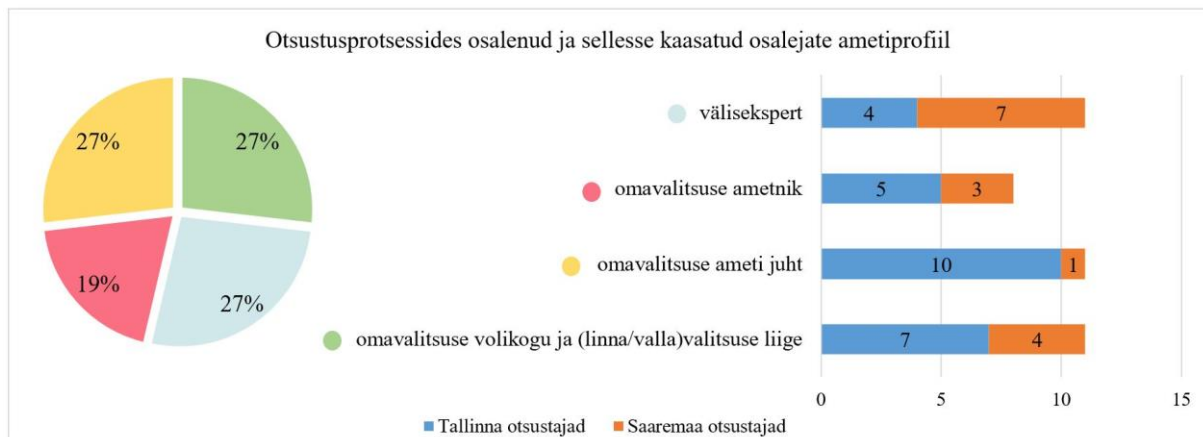 Otsustusprotsessides osalenud ja sellesse kaasatud osalejate ametiprofiil
27%
27%
19%
27%
välisekspert
4
7
omavalitsuse ametnik
5
3
omavalitsuse ameti juht
10
1
omavalitsuse volikogu ja (linna/valla)valitsuse liige
7
4
0
5
10
15
Tallinna otsustajad
Saaremaa otsustajad